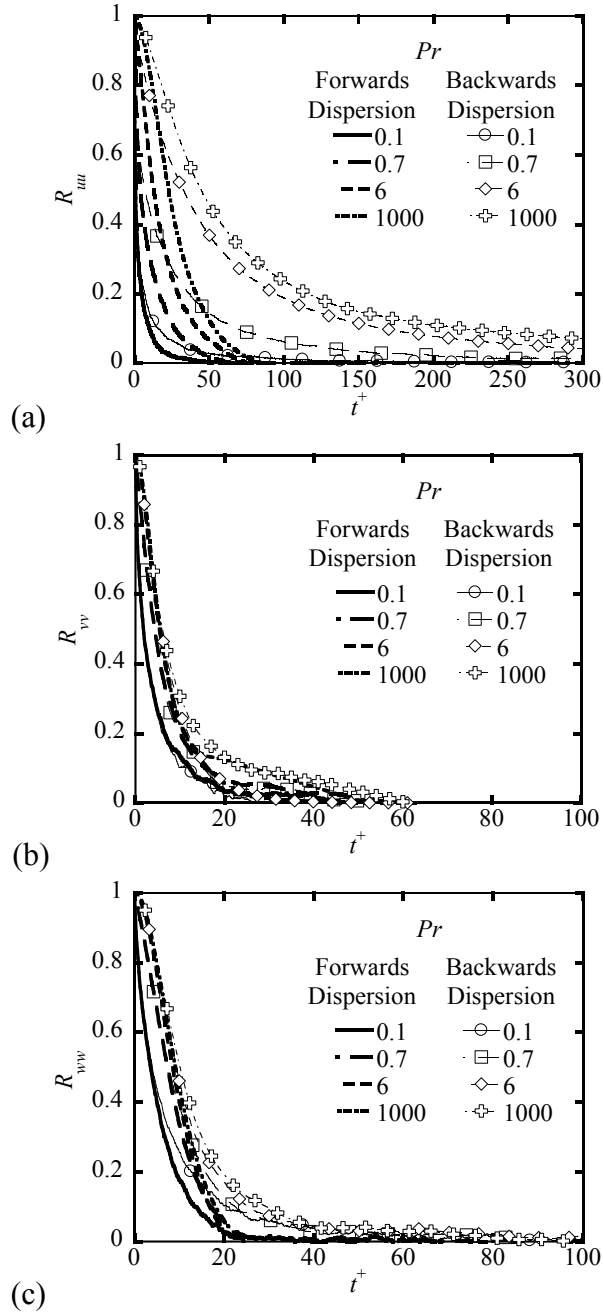 1
0.8
0.6
0.4
0.2
0
R_uu
Pr
Forwards Dispersion
Backwards Dispersion
0.1
0.7
6
1000
0.1
0.7
6
1000
0 50 100 150 200 250 300
t^+
(a)
1
0.8
0.6
0.4
0.2
0
R_vv
Pr
Forwards Dispersion
Backwards Dispersion
0.1
0.7
6
1000
0.1
0.7
6
1000
0 20 40 60 80 100
t^+
(b)
1
0.8
0.6
0.4
0.2
0
R_ww
Pr
Forwards Dispersion
Backwards Dispersion
0.1
0.7
6
1000
0.1
0.7
6
1000
0 20 40 60 80 100
t^+
(c)